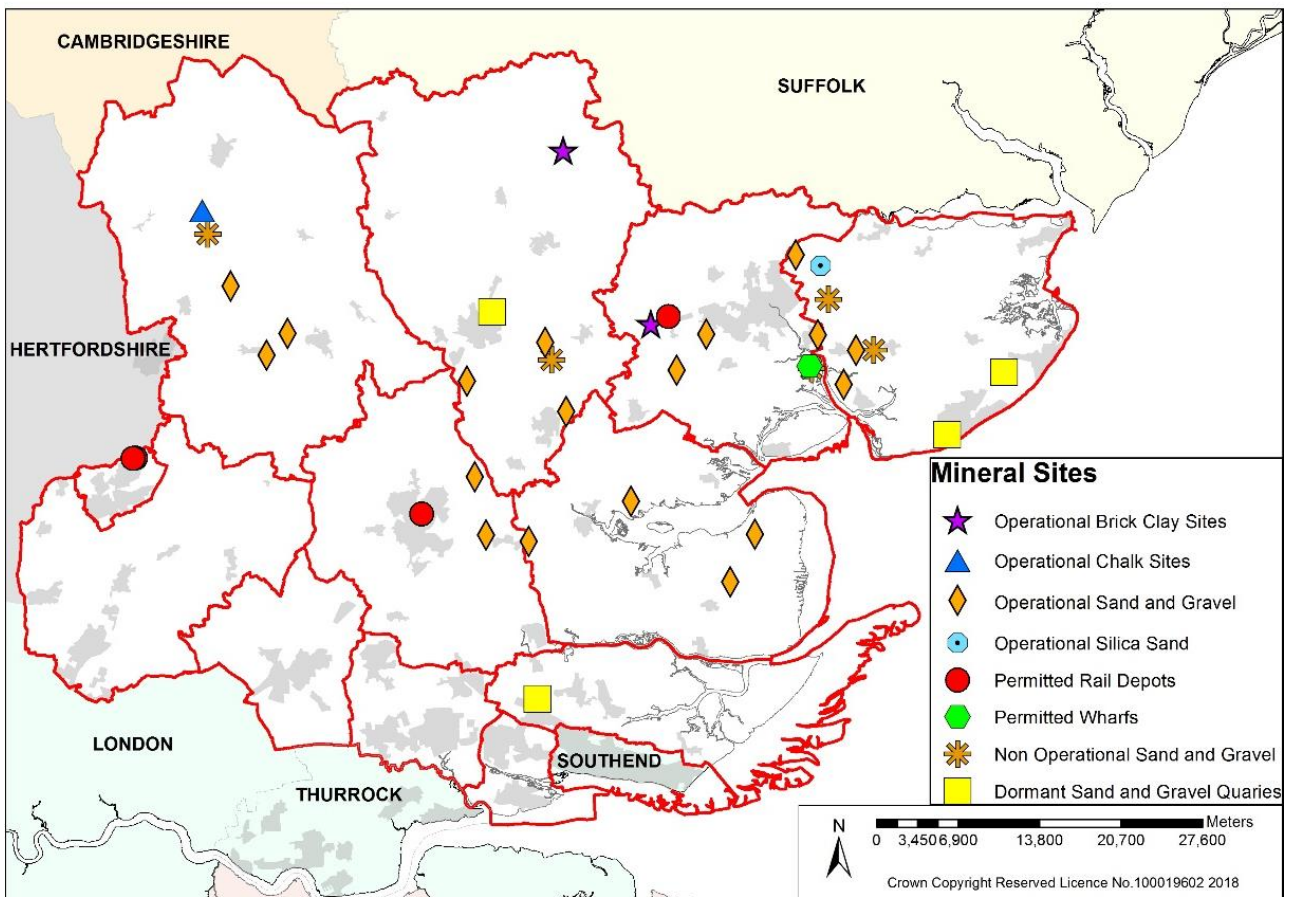 CAMBRIDGESHIRE
SUFFOLK
HERTFORDSHIRE
LONDON
THURROCK
SOUTHEND
Mineral Sites
Operational Brick Clay Sites
Operational Chalk Sites
Operational Sand and Gravel
Operational Silica Sand
Permitted Rail Depots
Permitted Wharfs
Non Operational Sand and Gravel
Dormant Sand and Gravel Quaries
N
Meters
0 3,450 6,900 13,800 20,700 27,600
Crown Copyright Reserved Licence No.100019602 2018